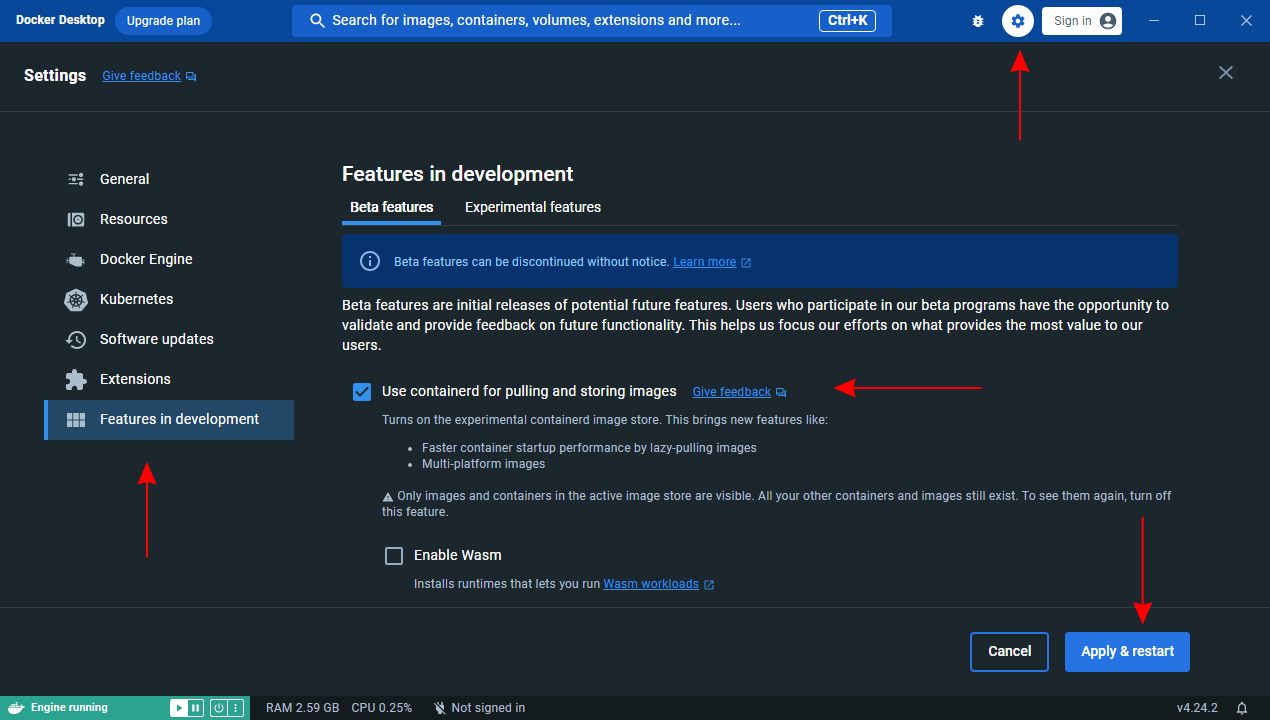 Docker Desktop
Upgrade plan
Search for images, containers, volumes, extensions and more...
Ctrl+K
Sign in
Settings
Give feedback
General
Resources
Docker Engine
Kubernetes
Software updates
Extensions
Features in development
Features in development
Beta features
Experimental features
Beta features can be discontinued without notice. Learn more
Beta features are initial releases of potential future features. Users who participate in our beta programs have the opportunity to
validate and provide feedback on future functionality. This helps us focus our efforts on what provides the most value to our
users.
Use containerd for pulling and storing images
Give feedback
Turns on the experimental containerd image store. This brings new features like:
• Faster container startup performance by lazy-pulling images
• Multi-platform images
Only images and containers in the active image store are visible. All your other containers and images still exist. To see them again, turn off
this feature.
Enable Wasm
Installs runtimes that lets you run Wasm workloads
Cancel
Apply & restart
Engine running
RAM 2.59 GB
CPU 0.25%
Not signed in
v4.24.2